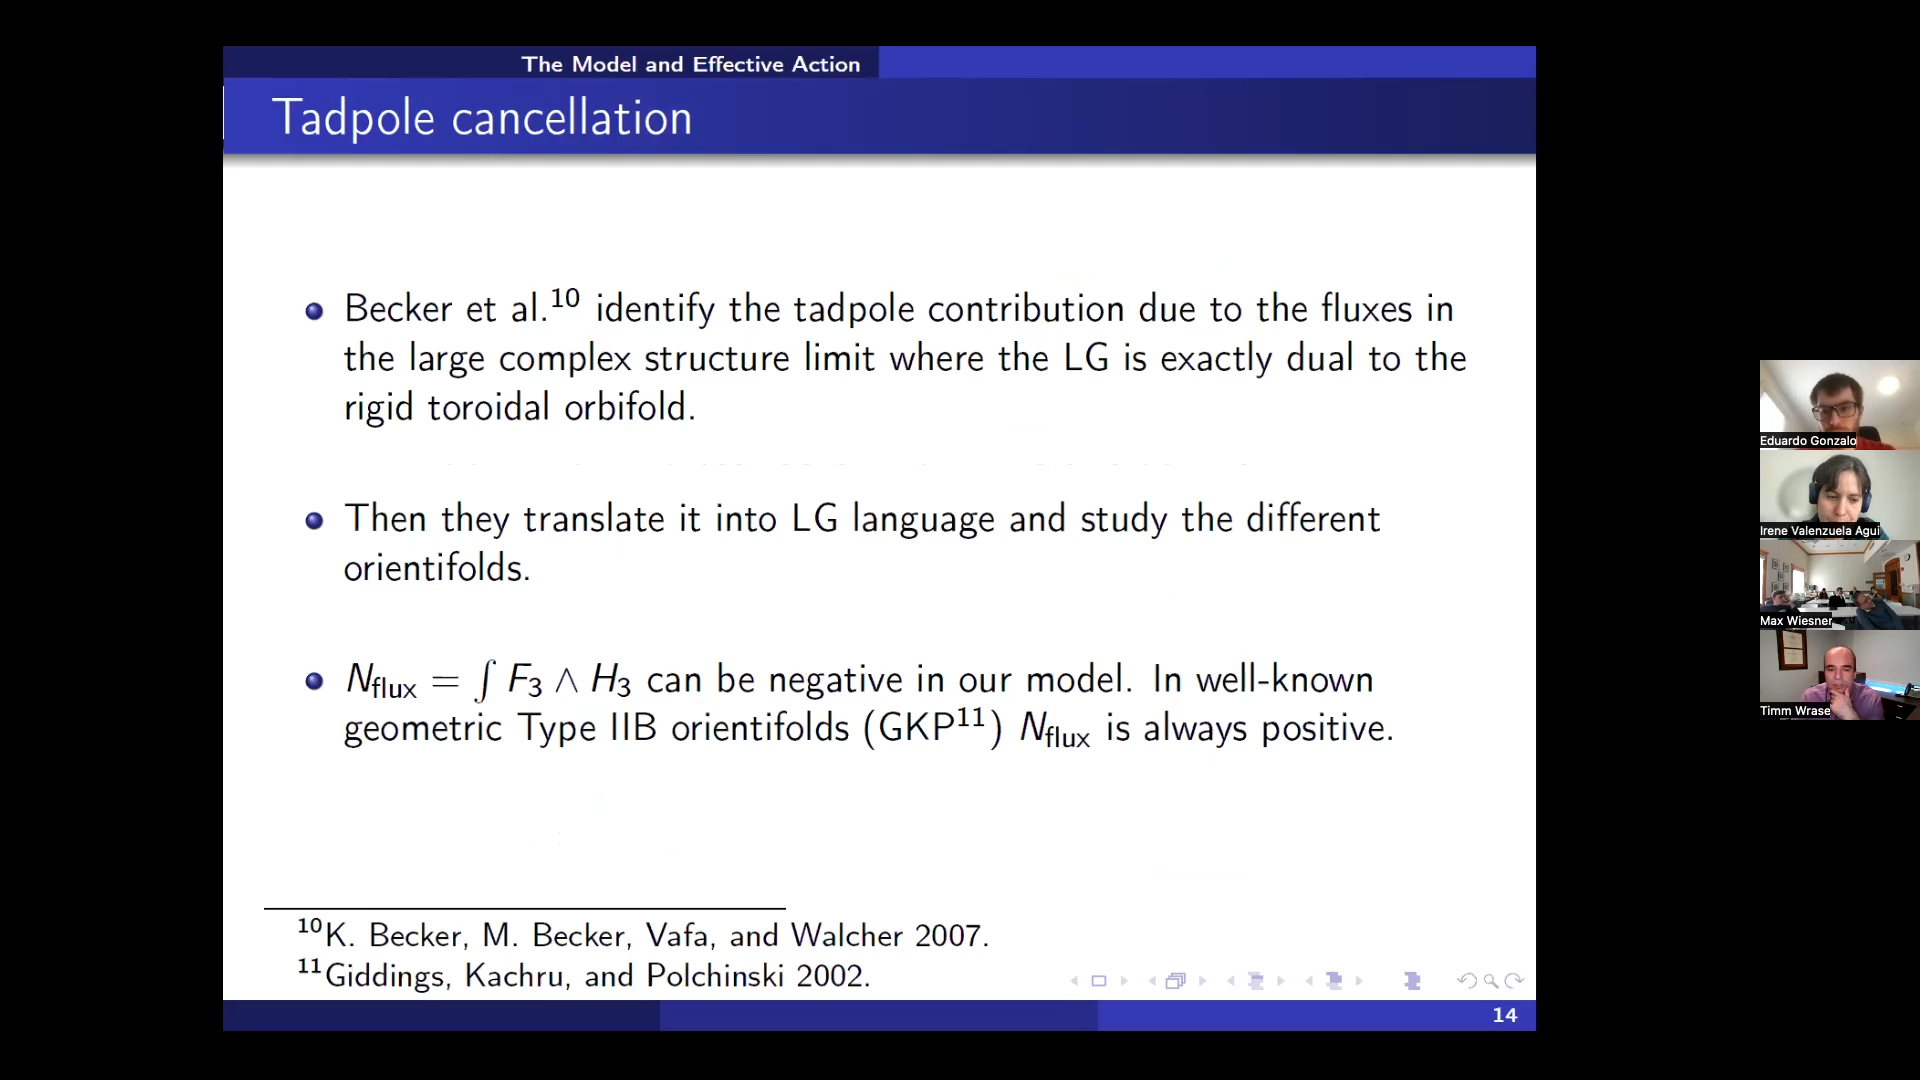 The Model and Effective Action
Tadpole cancellation
Becker et al.10 identify the tadpole contribution due to the fluxes in
the large complex structure limit where the LG is exactly dual to the
rigid toroidal orbifold.
Then they translate it into LG language and study the different
orientifolds.
Nflux = ∫ F3 ∧ H3 can be negative in our model. In well-known
geometric Type IIB orientifolds (GKP11) Nflux is always positive.
10K. Becker, M. Becker, Vafa, and Walcher 2007.
11Giddings, Kachru, and Polchinski 2002.
14
Eduardo Gonzalo
Irene Valenzuela Agui
Max Wiesner
Timm Wrase